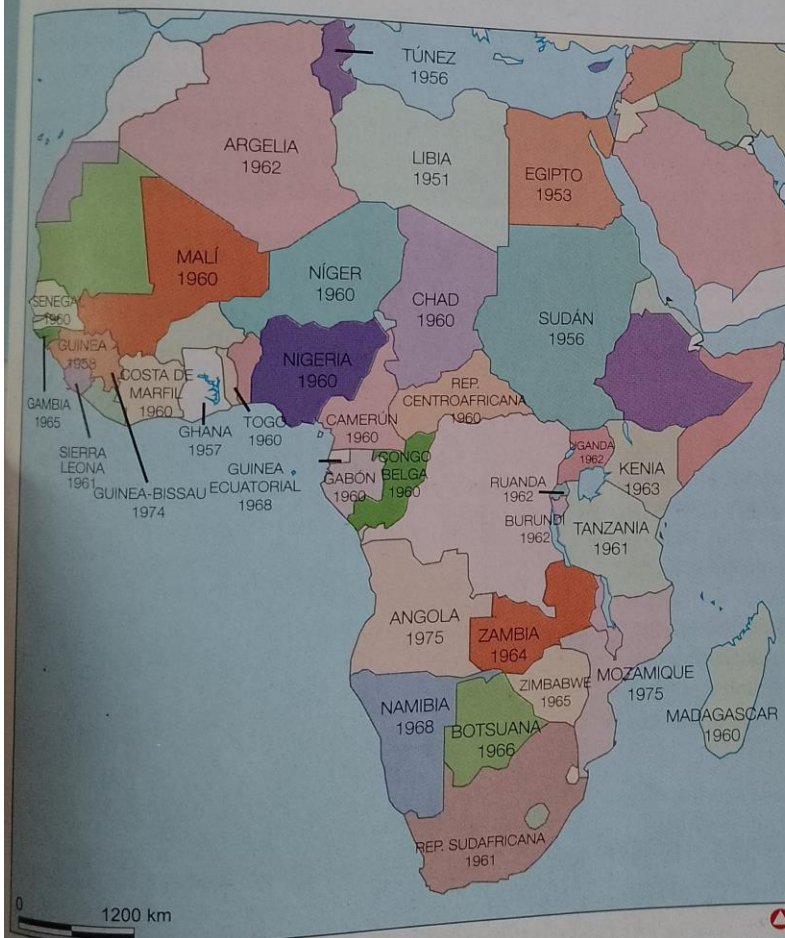 TÚNEZ
1956
ARGELIA
1962
LIBIA
1951
EGIPTO
1953
MALÍ
1960
NÍGER
1960
CHAD
1960
SUDÁN
1956
SENEGA
1960
GUINEA
1958
GAMBIA
1965
SIERRA
LEONA
1961
GUINEA-BISSAU
1974
COSTA DE
MARFIL
1960
GHANA
1957
TOGO
1960
NIGERIA
1960
CAMERÚN
1960
REP.
CENTROAFRICANA
1960
GUINEA
ECUATORIAL
1968
GABÓN
1960
CONGO
BELGA
1960
UGANDA
1962
KENIA
1963
RUANDA
1962
BURUNDI
1962
TANZANIA
1961
ANGOLA
1975
ZAMBIA
1964
MOZAMIQUE
1975
ZIMBABWE
1965
MADAGASCAR
1960
NAMIBIA
1968
BOTSUANA
1966
REP. SUDAFRICANA
1961
0
1200 km